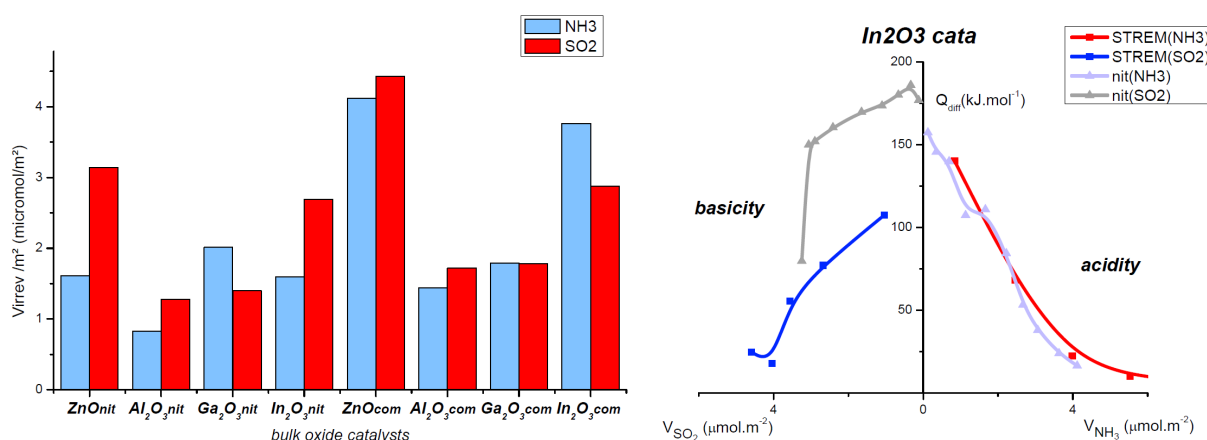 NH3
SO2
Virrev /m² (micromol/m²)
4
3
2
1
0
ZnOnit
Al2O3nit
Ga2O3nit
In2O3nit
ZnOcom
Al2O3com
Ga2O3com
In2O3com
bulk oxide catalysts
In2O3 cata
STREM(NH3)
STREM(SO2)
nit(NH3)
nit(SO2)
200
Qdiff(kJ.mol-1)
150
100
50
basicity
acidity
4
0
4
VSO2 (μmol.m-2)
VNH3 (μmol.m-2)